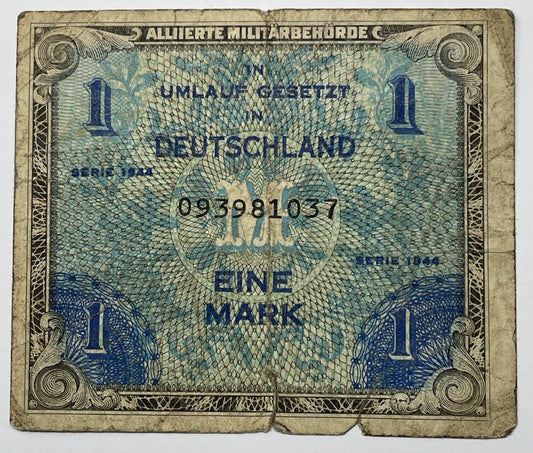 ALLIIERTE MILITÄRBEHÖRDE
1 1
IN
UMLAUF GESETZT
IN
DEUTSCHLAND
SERIE 1944
093981037
M
SERIE 1944
EINE
MARK
1 1